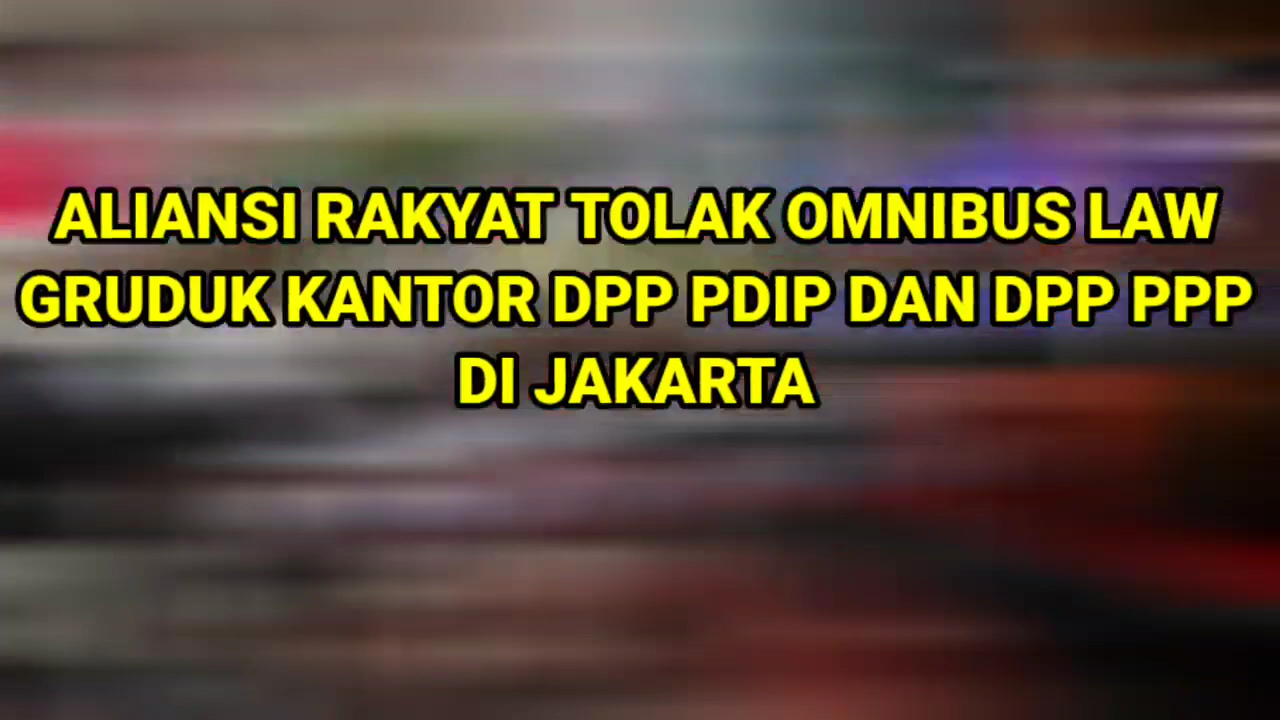 ALIANSI RAKYAT TOLAK OMNIBUS LAW
GRUDUK KANTOR DPP PDIP DAN DPP PPP
DI JAKARTA